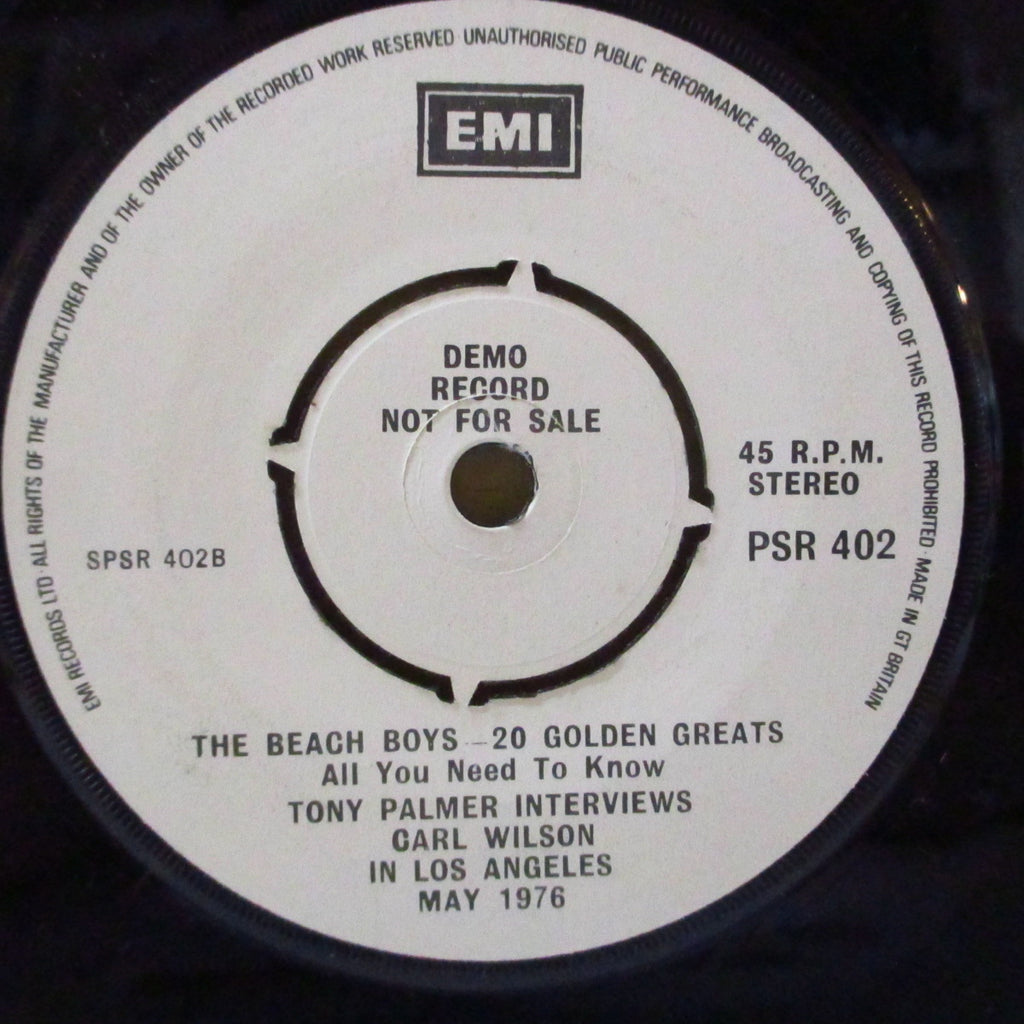 EMI RECORDS LTD · ALL RIGHTS OF THE MANUFACTURER AND OF THE OWNER OF THE RECORDED WORK RESERVED · UNAUTHORISED PUBLIC PERFORMANCE BROADCASTING AND COPYING OF THIS RECORD PROHIBITED · MADE IN GT BRITAIN
EMI
DEMO
RECORD
NOT FOR SALE
45 R.P.M.
STEREO
PSR 402
SPSR 402B
THE BEACH BOYS – 20 GOLDEN GREATS
All You Need To Know
TONY PALMER INTERVIEWS
CARL WILSON
IN LOS ANGELES
MAY 1976